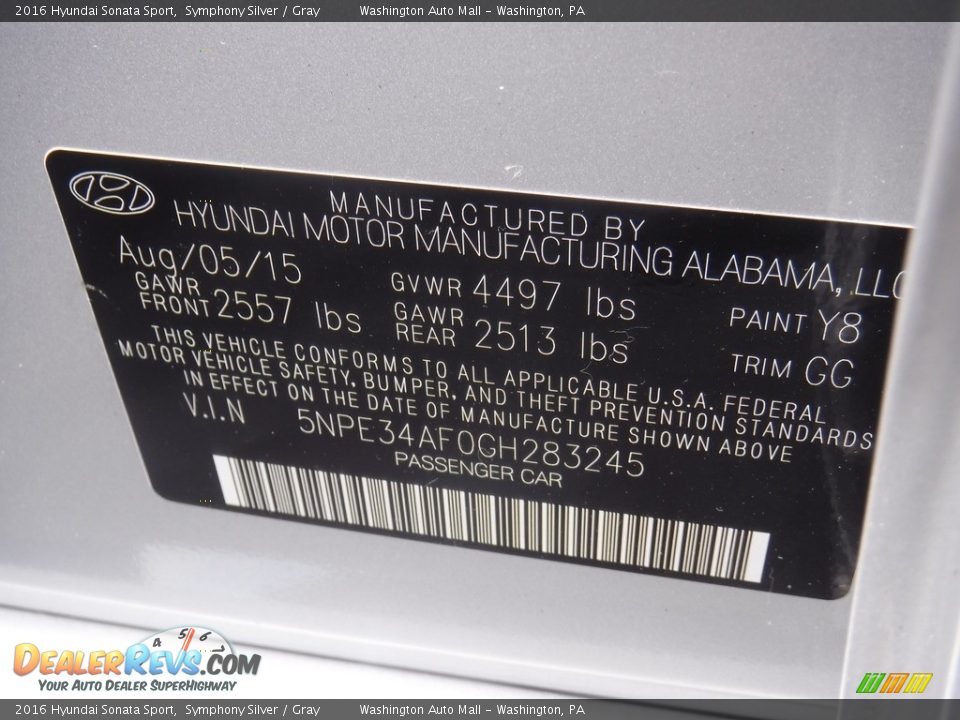 2016 Hyundai Sonata Sport, Symphony Silver / Gray Washington Auto Mall - Washington, PA
MANUFACTURED BY
HYUNDAI MOTOR MANUFACTURING ALABAMA, LLC
Aug/05/15 GVWR 4497 lbs PAINT Y8
GAWR FRONT 2557 lbs GAWR REAR 2513 lbs TRIM GG
THIS VEHICLE CONFORMS TO ALL APPLICABLE U.S.A. FEDERAL
MOTOR VEHICLE SAFETY, BUMPER, AND THEFT PREVENTION STANDARDS
IN EFFECT ON THE DATE OF MANUFACTURE SHOWN ABOVE
V.I.N 5NPE34AF0GH283245
PASSENGER CAR
4 5 6 7
DEALERREVS.COM
YOUR AUTO DEALER SUPERHIGHWAY
2016 Hyundai Sonata Sport, Symphony Silver / Gray Washington Auto Mall - Washington, PA